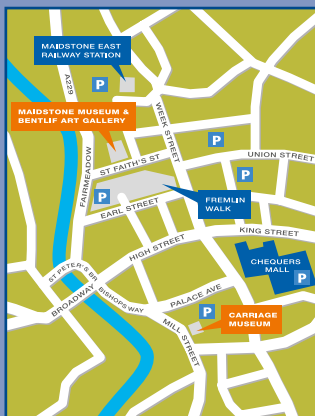 MAIDSTONE EAST
RAILWAY STATION
A229
P
MAIDSTONE MUSEUM &
BENTLIF ART GALLERY
WEEK STREET
P
ST FAITH'S ST
UNION STREET
FAIRMEADOW
P
P
FREMLIN
WALK
EARL STREET
KING STREET
HIGH STREET
CHEQUERS
MALL
P
ST PETER'S BR
BROADWAY
BISHOPS WAY
PALACE AVE
P
CARRIAGE
MUSEUM
MILL STREET